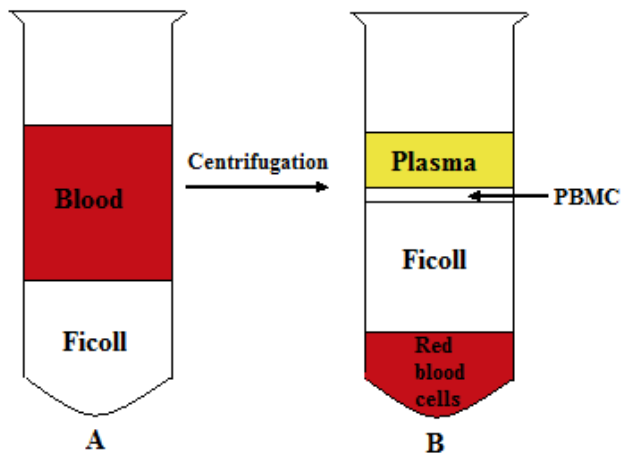 Blood
Ficoll
A
Centrifugation
Plasma
PBMC
Ficoll
Red
blood
cells
B